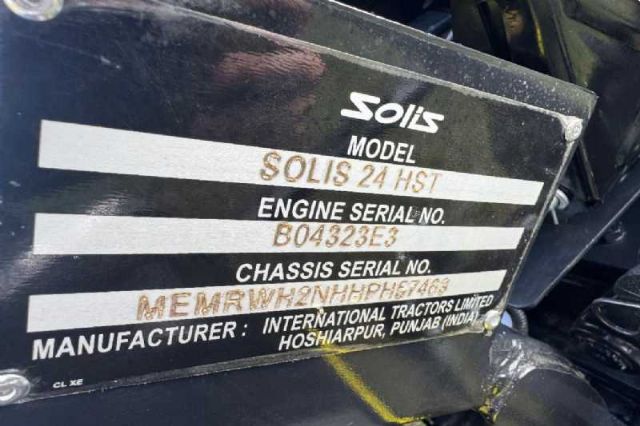 SOLIS
MODEL
SOLIS 24 HST
ENGINE SERIAL NO.
B04323E3
CHASSIS SERIAL NO.
MEMRWH2NHHPH67469
MANUFACTURER : INTERNATIONAL TRACTORS LIMITED
HOSHIARPUR, PUNJAB (INDIA)
CL XE